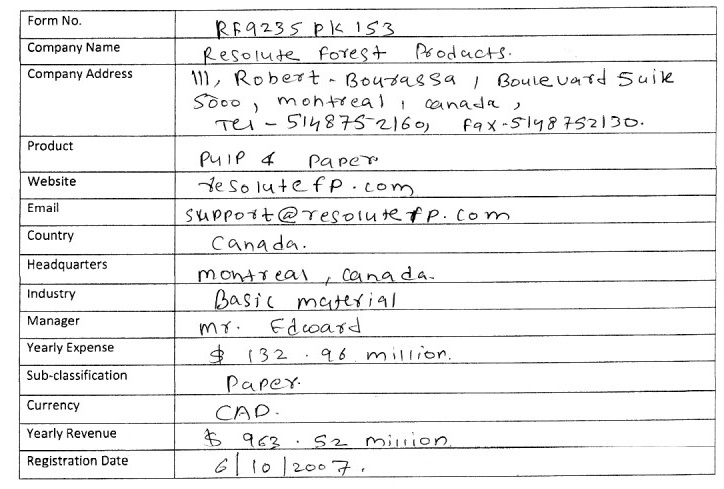 Form No. RF9235 PK 153
Company Name Resolute Forest Products.
Company Address 111, Robert - Bourassa, Boulevard Suite
5000, montreal, canada,
Tel - 5148752160, Fax - 5148752130.
Product Pulp & Paper
Website resolutefp.com
Email support@resolutefp.com
Country Canada.
Headquarters montreal, Canada.
Industry Basic material
Manager mr. Edward
Yearly Expense $ 132.96 million.
Sub-classification Paper.
Currency CAD.
Yearly Revenue $ 963.52 million
Registration Date 6/10/2007.